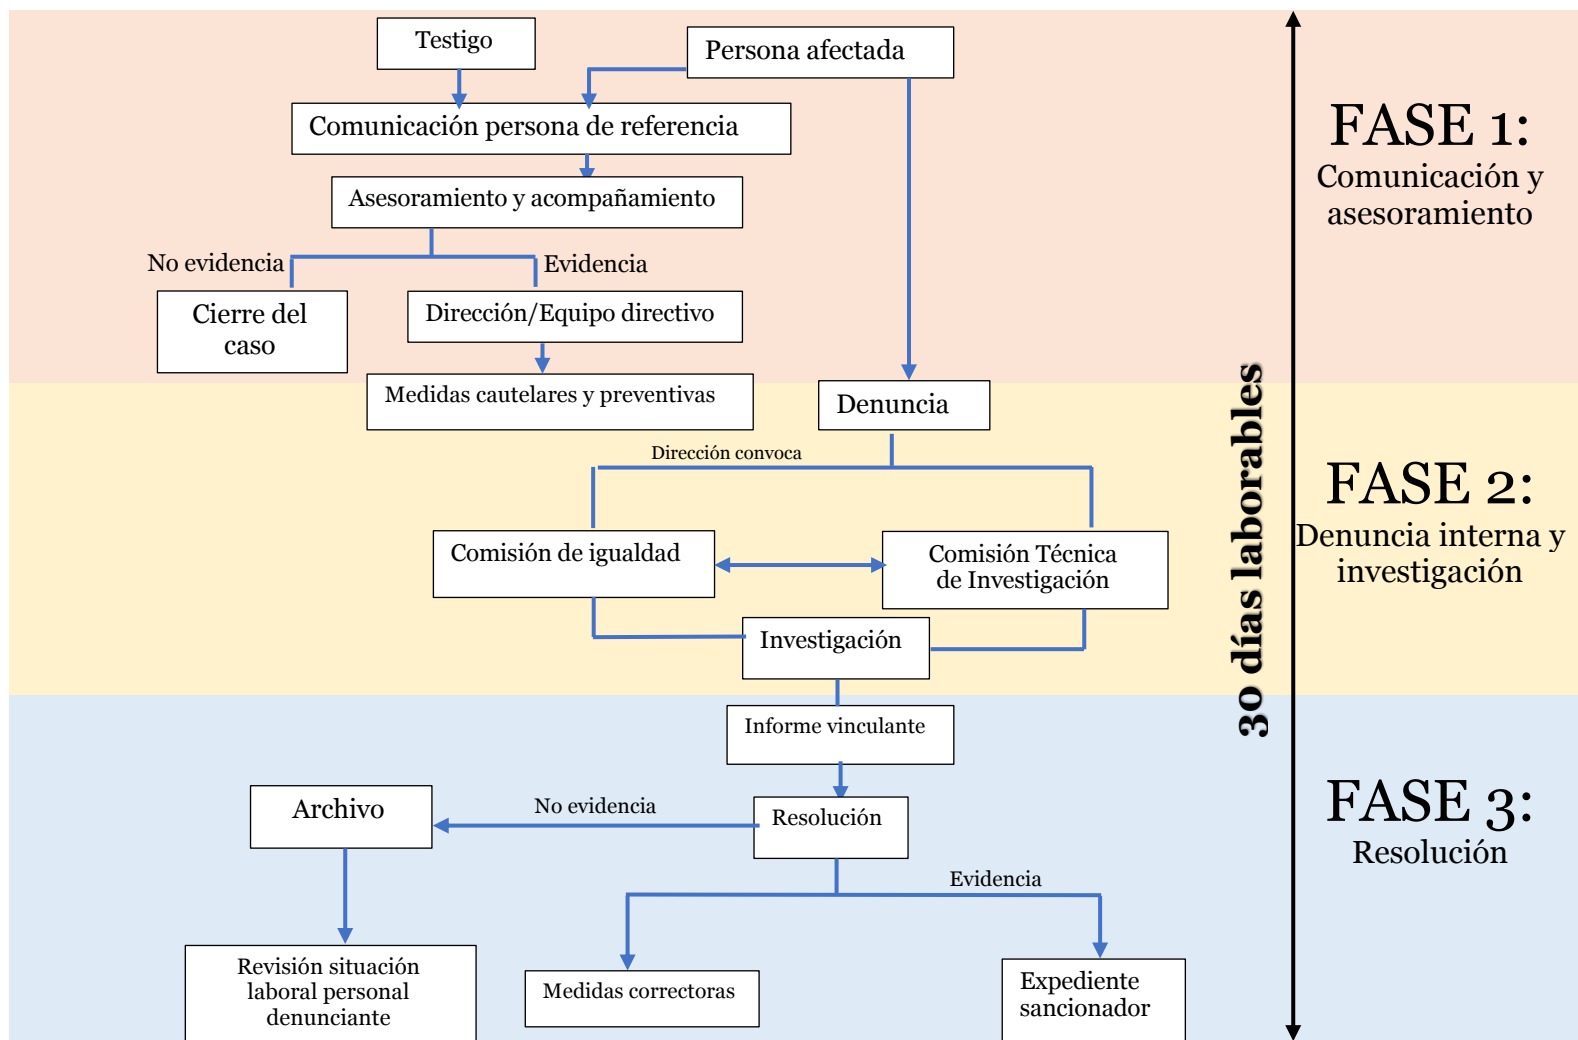 Testigo
Persona afectada
Comunicación persona de referencia
Asesoramiento y acompañamiento
No evidencia
Evidencia
Cierre del
caso
Dirección/Equipo directivo
Medidas cautelares y preventivas
FASE 1:
Comunicación y
asesoramiento
30 días laborables
Denuncia
Dirección convoca
Comisión de igualdad
Comisión Técnica
de Investigación
Investigación
FASE 2:
Denuncia interna y
investigación
Informe vinculante
Archivo
No evidencia
Resolución
Evidencia
Revisión situación
laboral personal
denunciante
Medidas correctoras
Expediente
sancionador
FASE 3:
Resolución